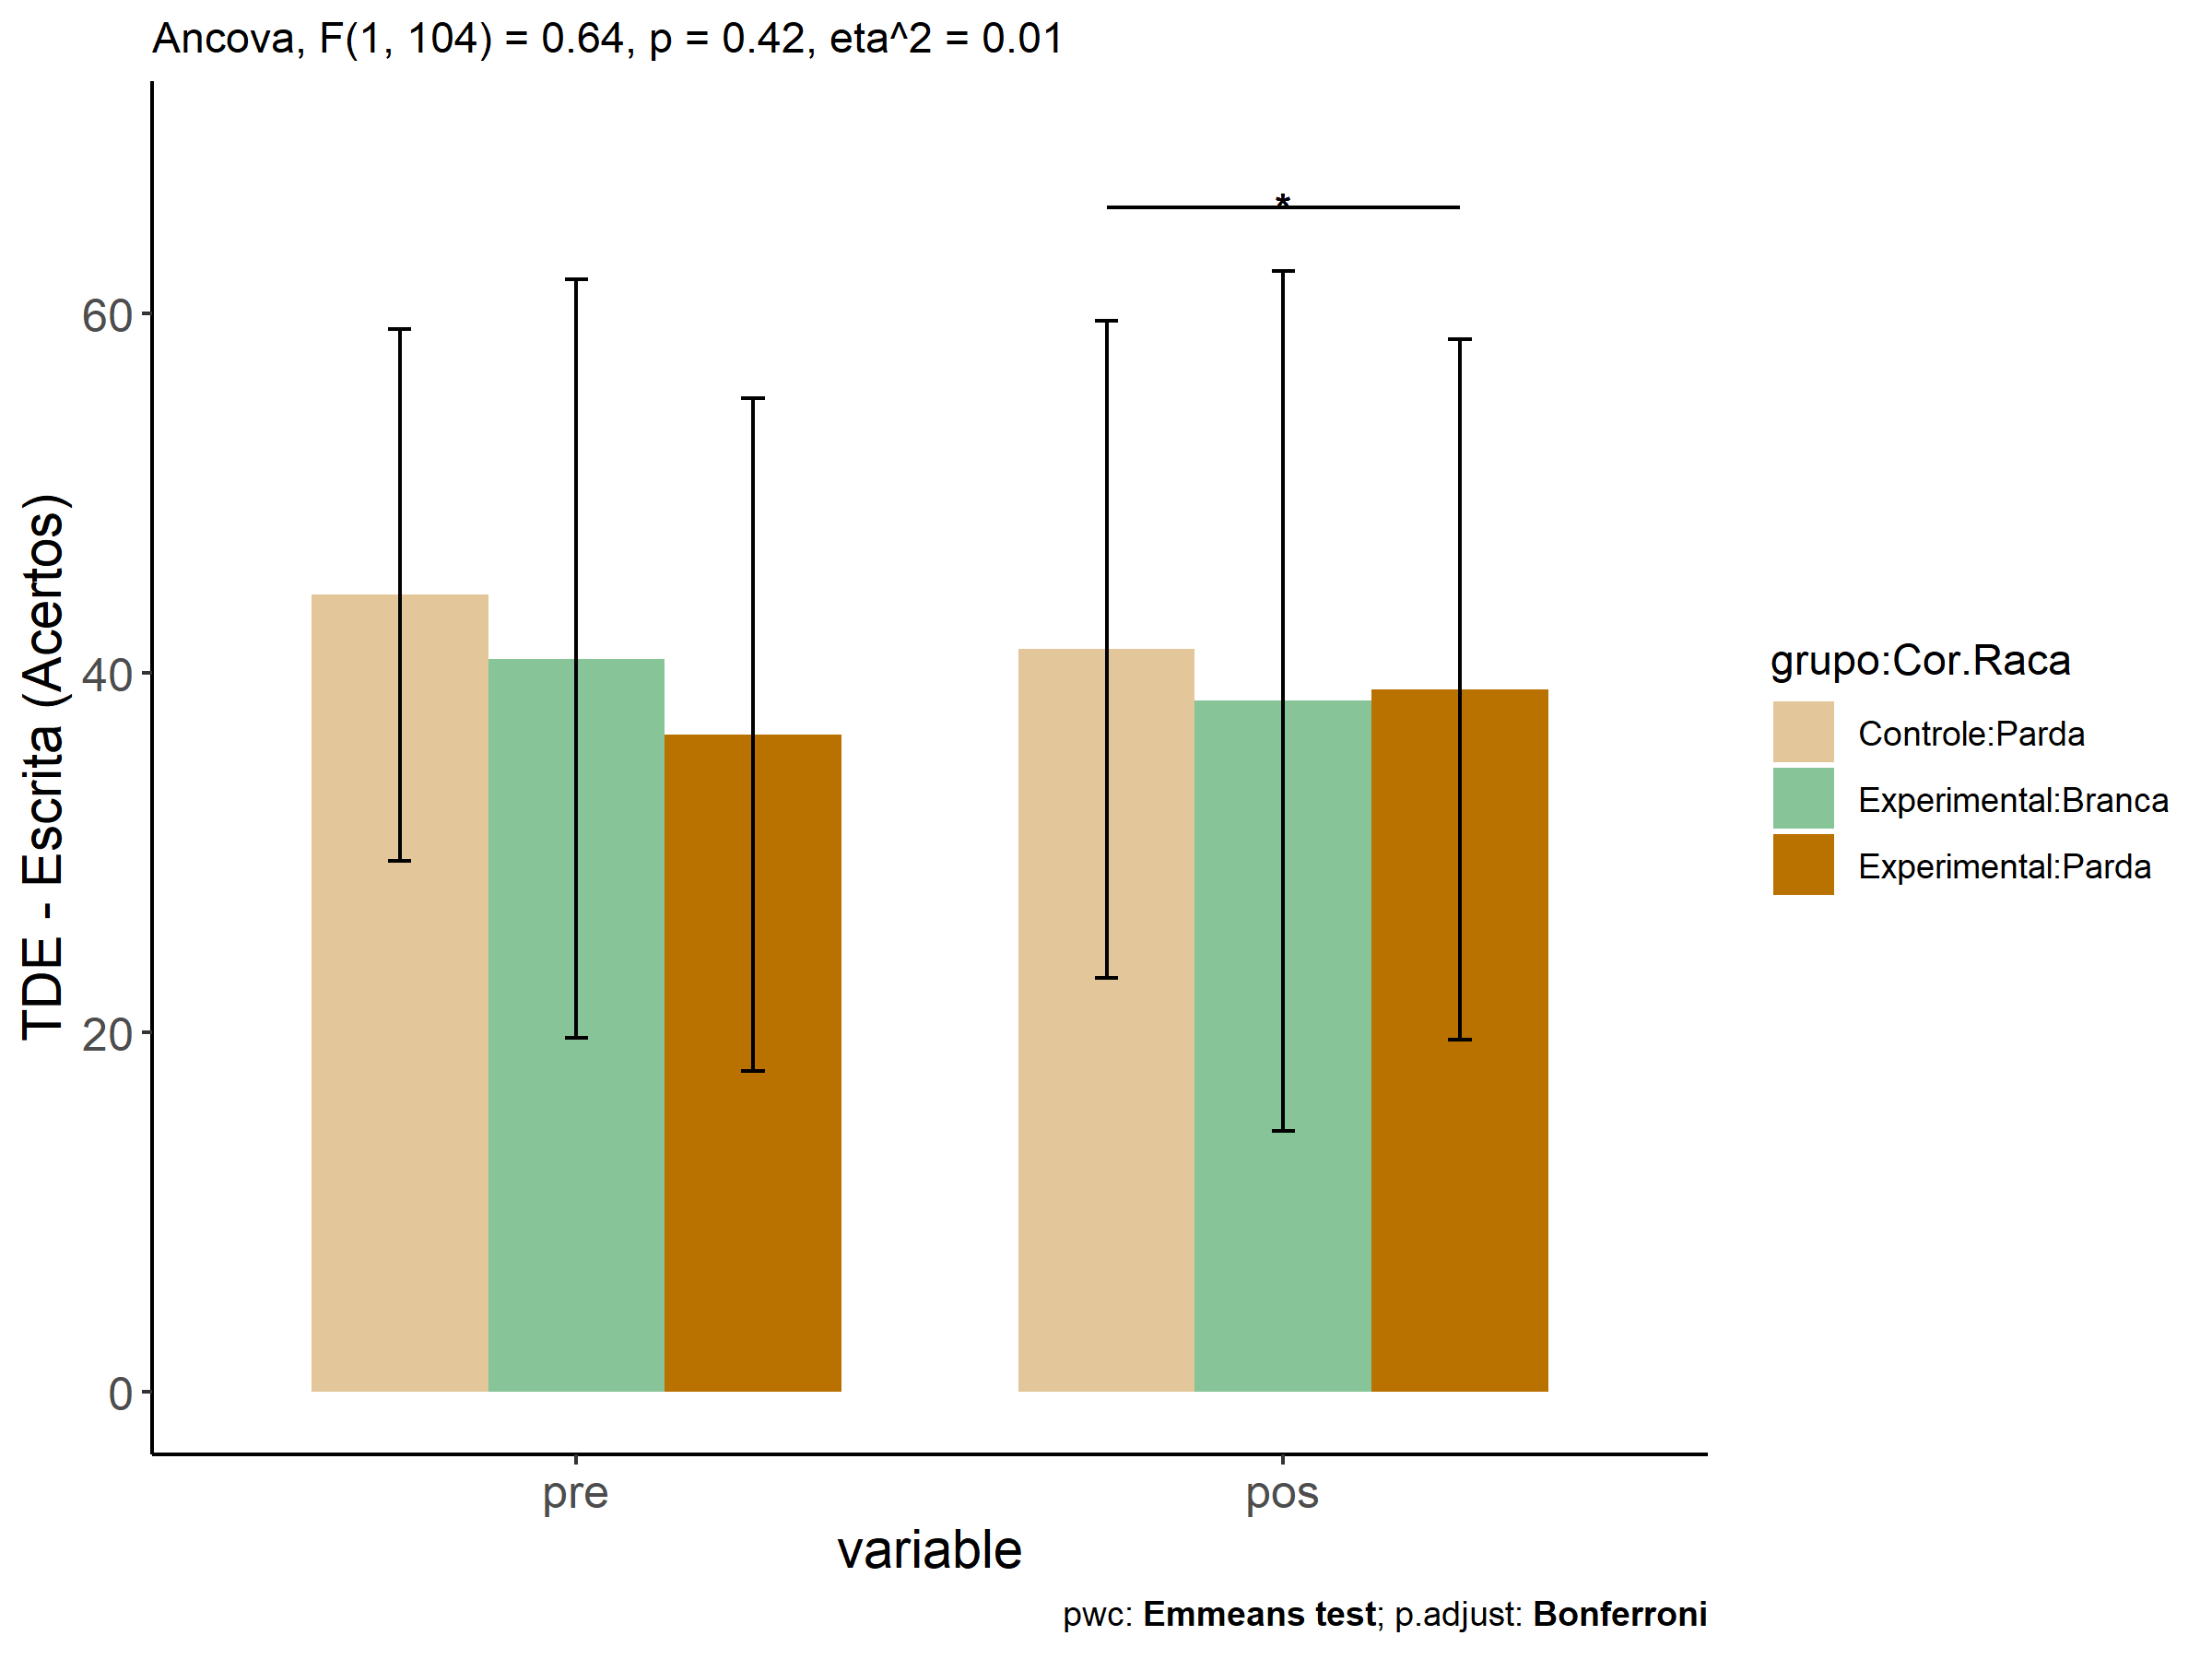 Ancova, F(1, 104) = 0.64, p = 0.42, eta^2 = 0.01
TDE - Escrita (Acertos)
60
40
20
0
*
pre
pos
variable
grupo:Cor.Raca
Controle:Parda
Experimental:Branca
Experimental:Parda
pwc: Emmeans test; p.adjust: Bonferroni